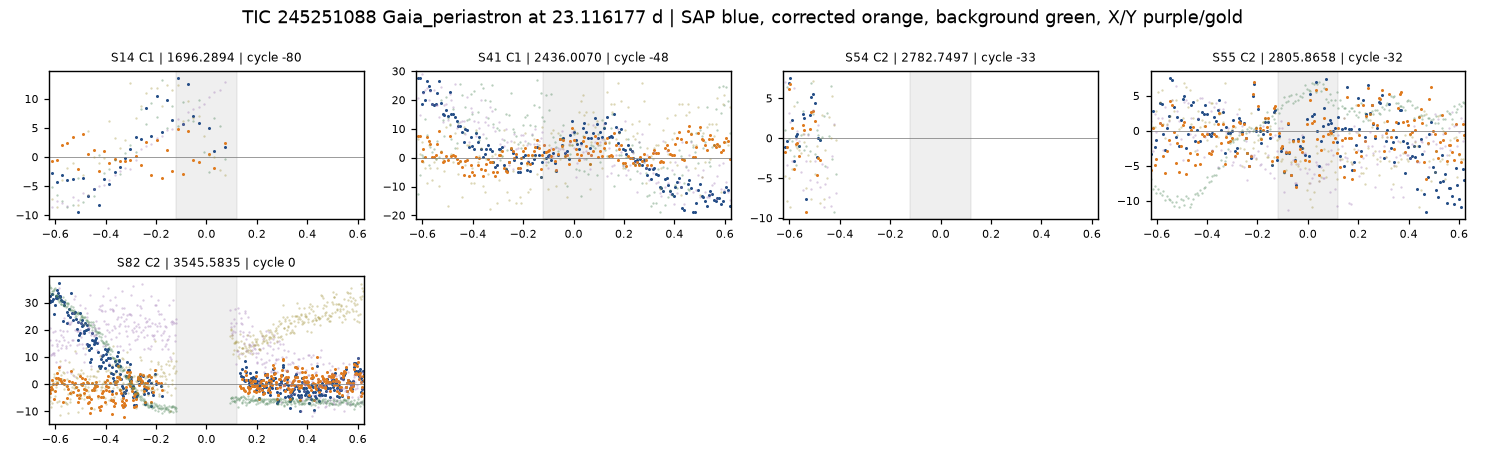 TIC 245251088 Gaia_periastron at 23.116177 d | SAP blue, corrected orange, background green, X/Y purple/gold
S14 C1 | 1696.2894 | cycle -80
10
5
0
−5
−10
−0.6 −0.4 −0.2 0.0 0.2 0.4 0.6
S41 C1 | 2436.0070 | cycle -48
30
20
10
0
−10
−20
−0.6 −0.4 −0.2 0.0 0.2 0.4 0.6
S54 C2 | 2782.7497 | cycle -33
5
0
−5
−10
−0.6 −0.4 −0.2 0.0 0.2 0.4 0.6
S55 C2 | 2805.8658 | cycle -32
5
0
−5
−10
−0.6 −0.4 −0.2 0.0 0.2 0.4 0.6
S82 C2 | 3545.5835 | cycle 0
30
20
10
0
−10
−0.6 −0.4 −0.2 0.0 0.2 0.4 0.6